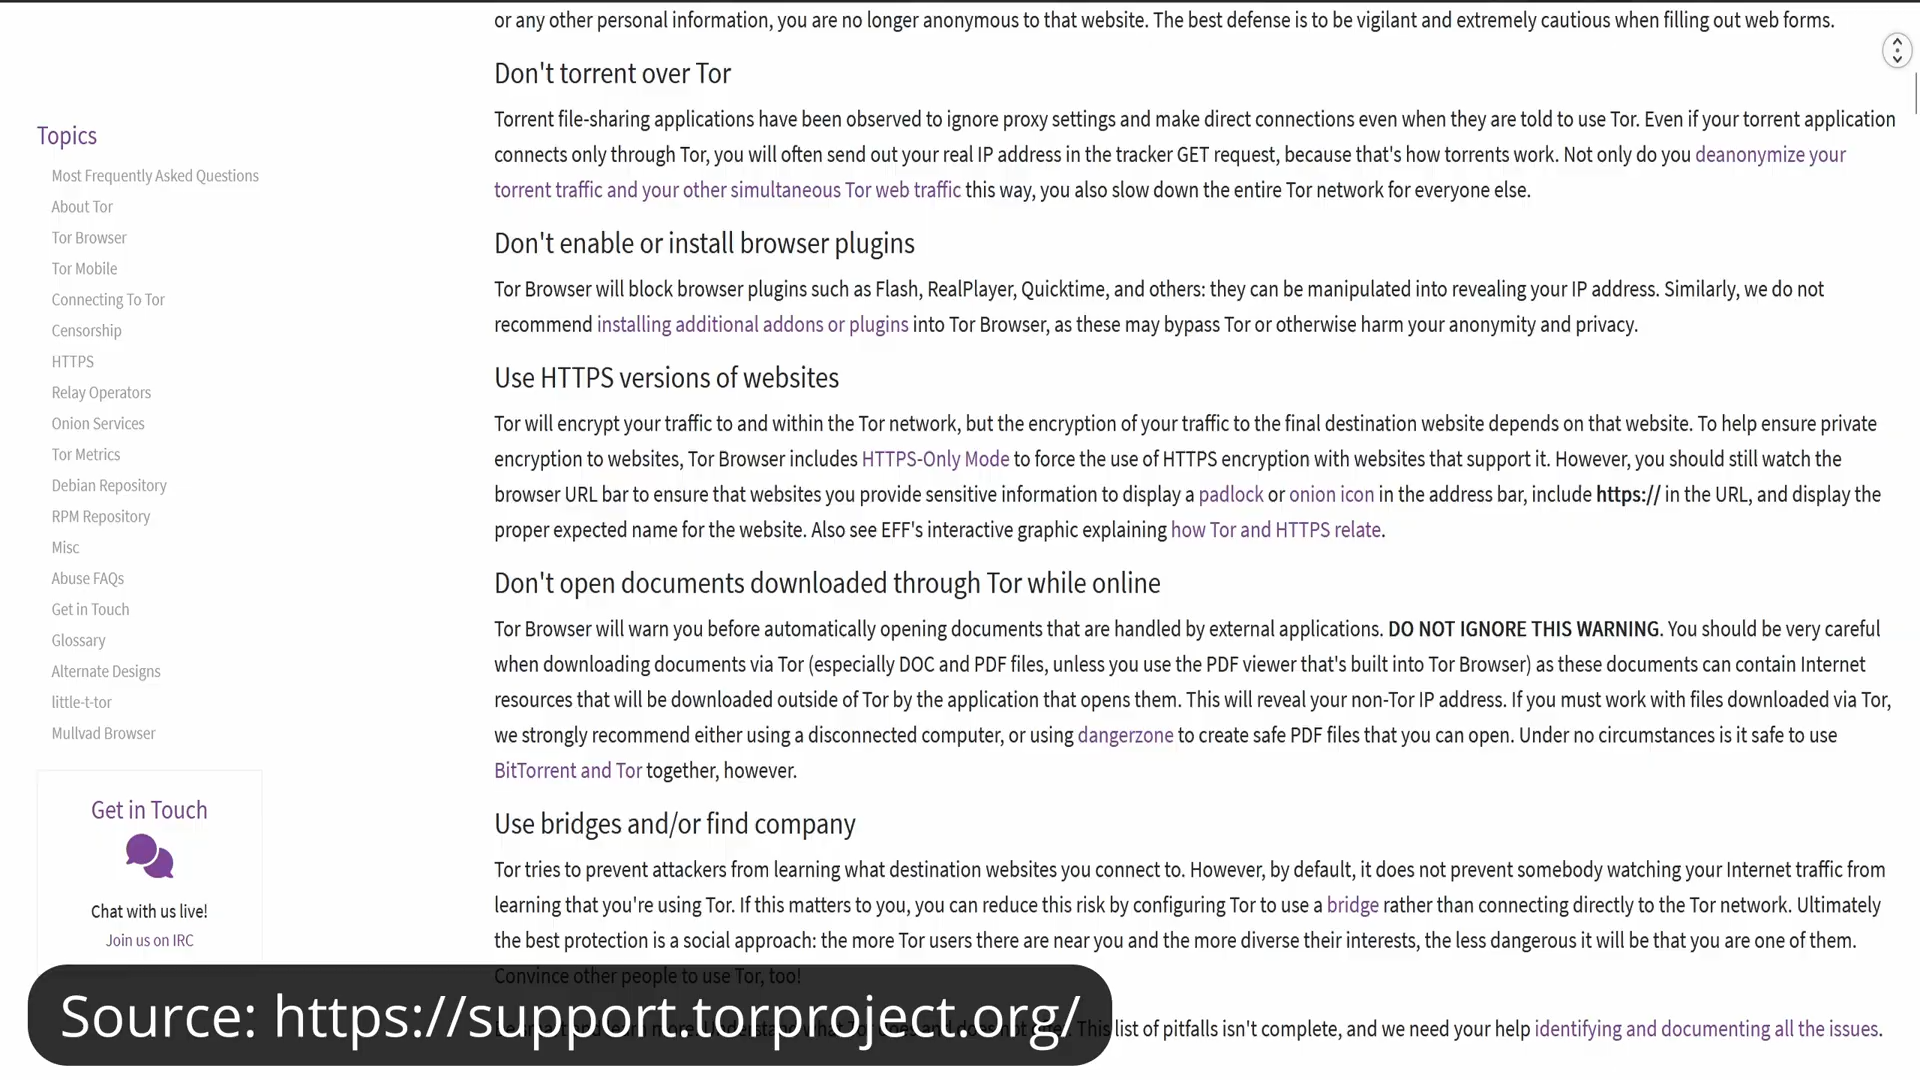 or any other personal information, you are no longer anonymous to that website. The best defense is to be vigilant and extremely cautious when filling out web forms.
Don't torrent over Tor
Torrent file-sharing applications have been observed to ignore proxy settings and make direct connections even when they are told to use Tor. Even if your torrent application
connects only through Tor, you will often send out your real IP address in the tracker GET request, because that's how torrents work. Not only do you deanonymize your
torrent traffic and your other simultaneous Tor web traffic this way, you also slow down the entire Tor network for everyone else.
Don't enable or install browser plugins
Tor Browser will block browser plugins such as Flash, RealPlayer, Quicktime, and others: they can be manipulated into revealing your IP address. Similarly, we do not
recommend installing additional addons or plugins into Tor Browser, as these may bypass Tor or otherwise harm your anonymity and privacy.
Use HTTPS versions of websites
Tor will encrypt your traffic to and within the Tor network, but the encryption of your traffic to the final destination website depends on that website. To help ensure private
encryption to websites, Tor Browser includes HTTPS-Only Mode to force the use of HTTPS encryption with websites that support it. However, you should still watch the
browser URL bar to ensure that websites you provide sensitive information to display a padlock or onion icon in the address bar, include https:// in the URL, and display the
proper expected name for the website. Also see EFF's interactive graphic explaining how Tor and HTTPS relate.
Don't open documents downloaded through Tor while online
Tor Browser will warn you before automatically opening documents that are handled by external applications. DO NOT IGNORE THIS WARNING. You should be very careful
when downloading documents via Tor (especially DOC and PDF files, unless you use the PDF viewer that's built into Tor Browser) as these documents can contain Internet
resources that will be downloaded outside of Tor by the application that opens them. This will reveal your non-Tor IP address. If you must work with files downloaded via Tor,
we strongly recommend either using a disconnected computer, or using dangerzone to create safe PDF files that you can open. Under no circumstances is it safe to use
BitTorrent and Tor together, however.
Use bridges and/or find company
Tor tries to prevent attackers from learning what destination websites you connect to. However, by default, it does not prevent somebody watching your Internet traffic from
learning that you're using Tor. If this matters to you, you can reduce this risk by configuring Tor to use a bridge rather than connecting directly to the Tor network. Ultimately
the best protection is a social approach: the more Tor users there are near you and the more diverse their interests, the less dangerous it will be that you are one of them.
Convince other people to use Tor, too!
This list of pitfalls isn't complete, and we need your help identifying and documenting all the issues.
Topics
Most Frequently Asked Questions
About Tor
Tor Browser
Tor Mobile
Connecting To Tor
Censorship
HTTPS
Relay Operators
Onion Services
Tor Metrics
Debian Repository
RPM Repository
Misc
Abuse FAQs
Get in Touch
Glossary
Alternate Designs
little-t-tor
Mullvad Browser
Get in Touch
Chat with us live!
Join us on IRC
Source: https://support.torproject.org/